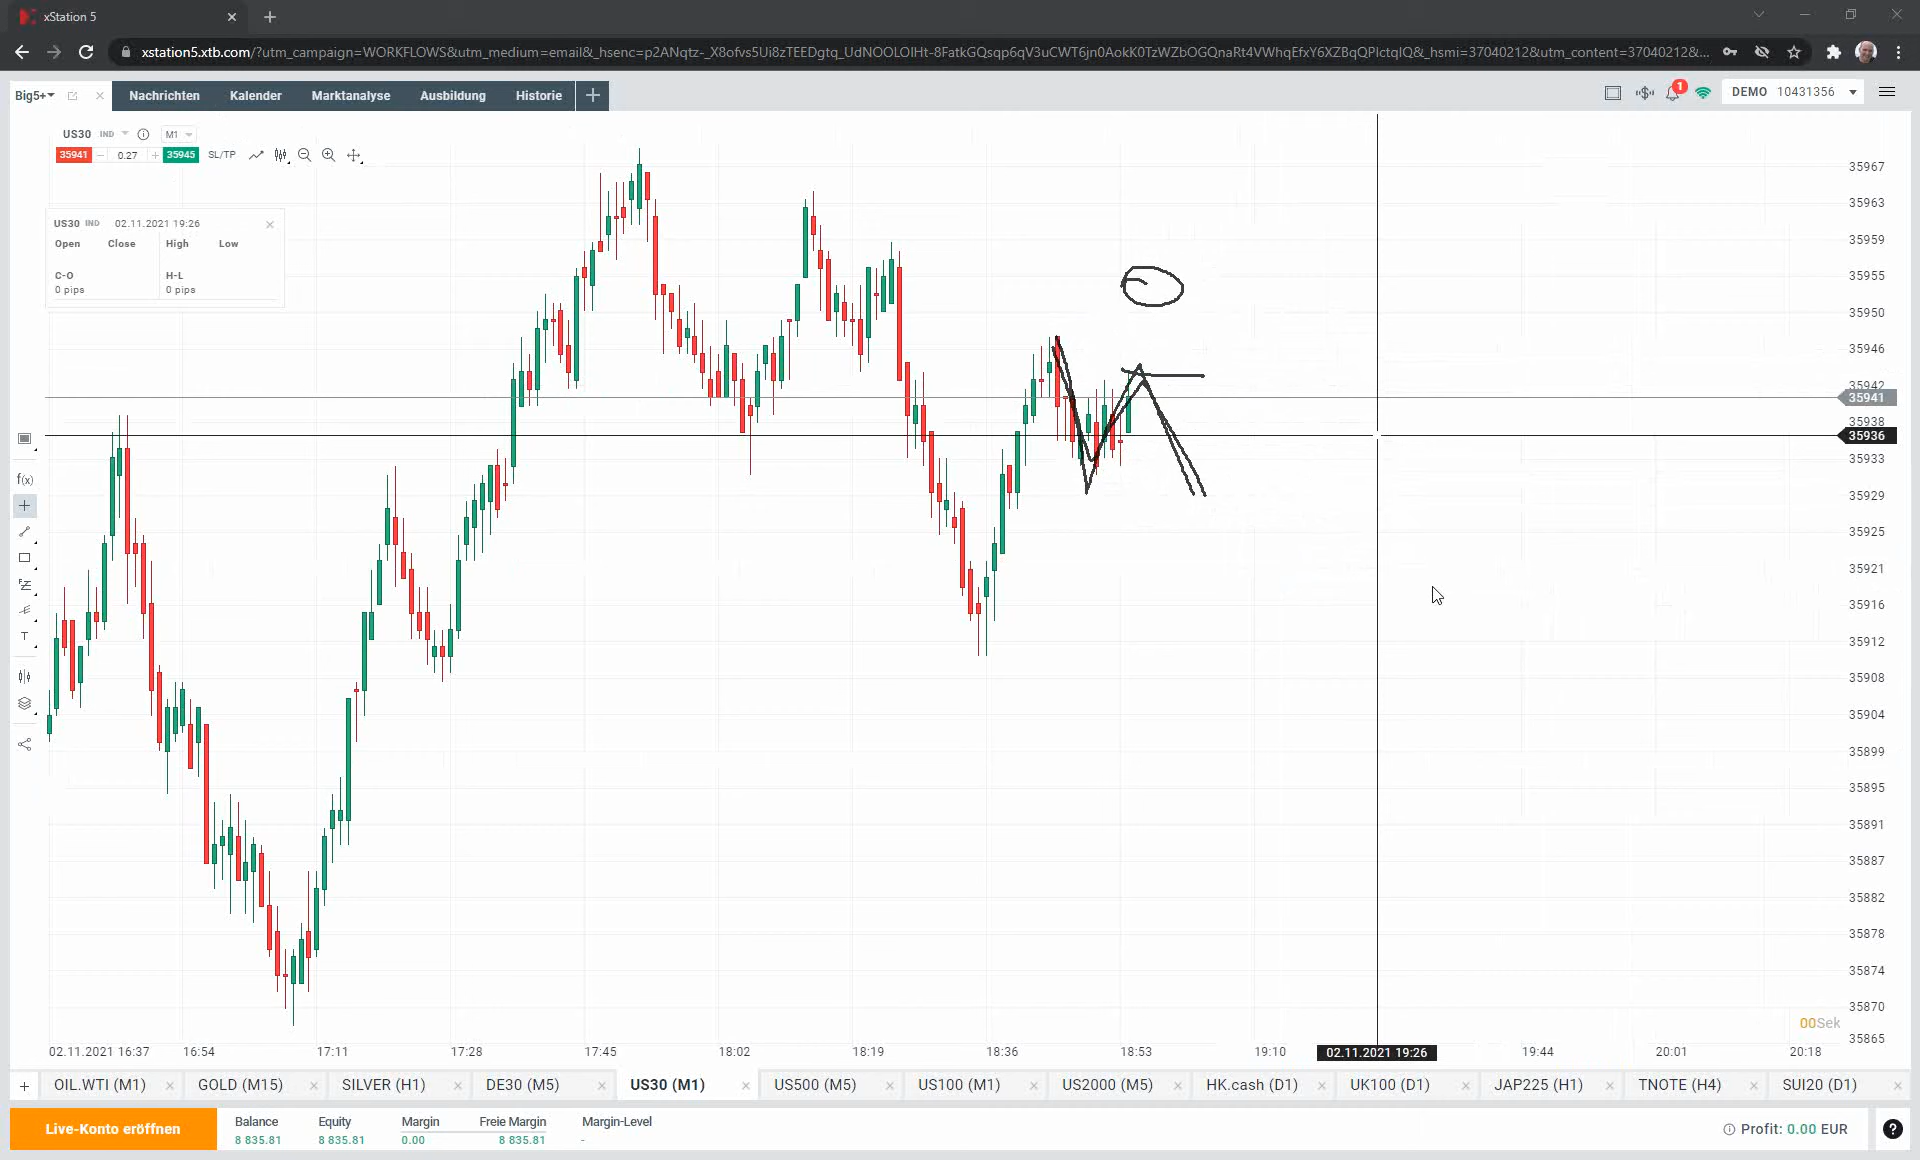 xStation 5
xstation5.xtb.com/?utm_campaign=WORKFLOWS&utm_medium=email&_hsenc=p2ANqtz-_X8ofvs5Ui8zTEEDgtq_UdNOOLOIHt-8FatkGQsqp6qV3uCWT6jn0AokK0TzWZbOGQnaRt4VWhqEfxY6XZBqQPlctqIQ&_hsmi=37040212&utm_content=37040212&...
Big5+ Nachrichten Kalender Marktanalyse Ausbildung Historie
1 DEMO 10431356
US30 IND M1
35941 0.27 35945 SL/TP
US30 IND 02.11.2021 19:26
Open Close High Low
C-O H-L
0 pips 0 pips
35967
35963
35959
35955
35950
35946
35942
35941
35938
35936
35933
35929
35925
35921
35916
35912
35908
35904
35899
35895
35891
35887
35882
35878
35874
35870
35865
f(x)
T
00Sek
02.11.2021 16:37 16:54 17:11 17:28 17:45 18:02 18:19 18:36 18:53 19:10 02.11.2021 19:26 19:44 20:01 20:18
OIL.WTI (M1) GOLD (M15) SILVER (H1) DE30 (M5) US30 (M1) US500 (M5) US100 (M1) US2000 (M5) HK.cash (D1) UK100 (D1) JAP225 (H1) TNOTE (H4) SUI20 (D1)
Live-Konto eröffnen
Balance Equity Margin Freie Margin Margin-Level
8 835.81 8 835.81 0.00 8 835.81 -
Profit: 0.00 EUR